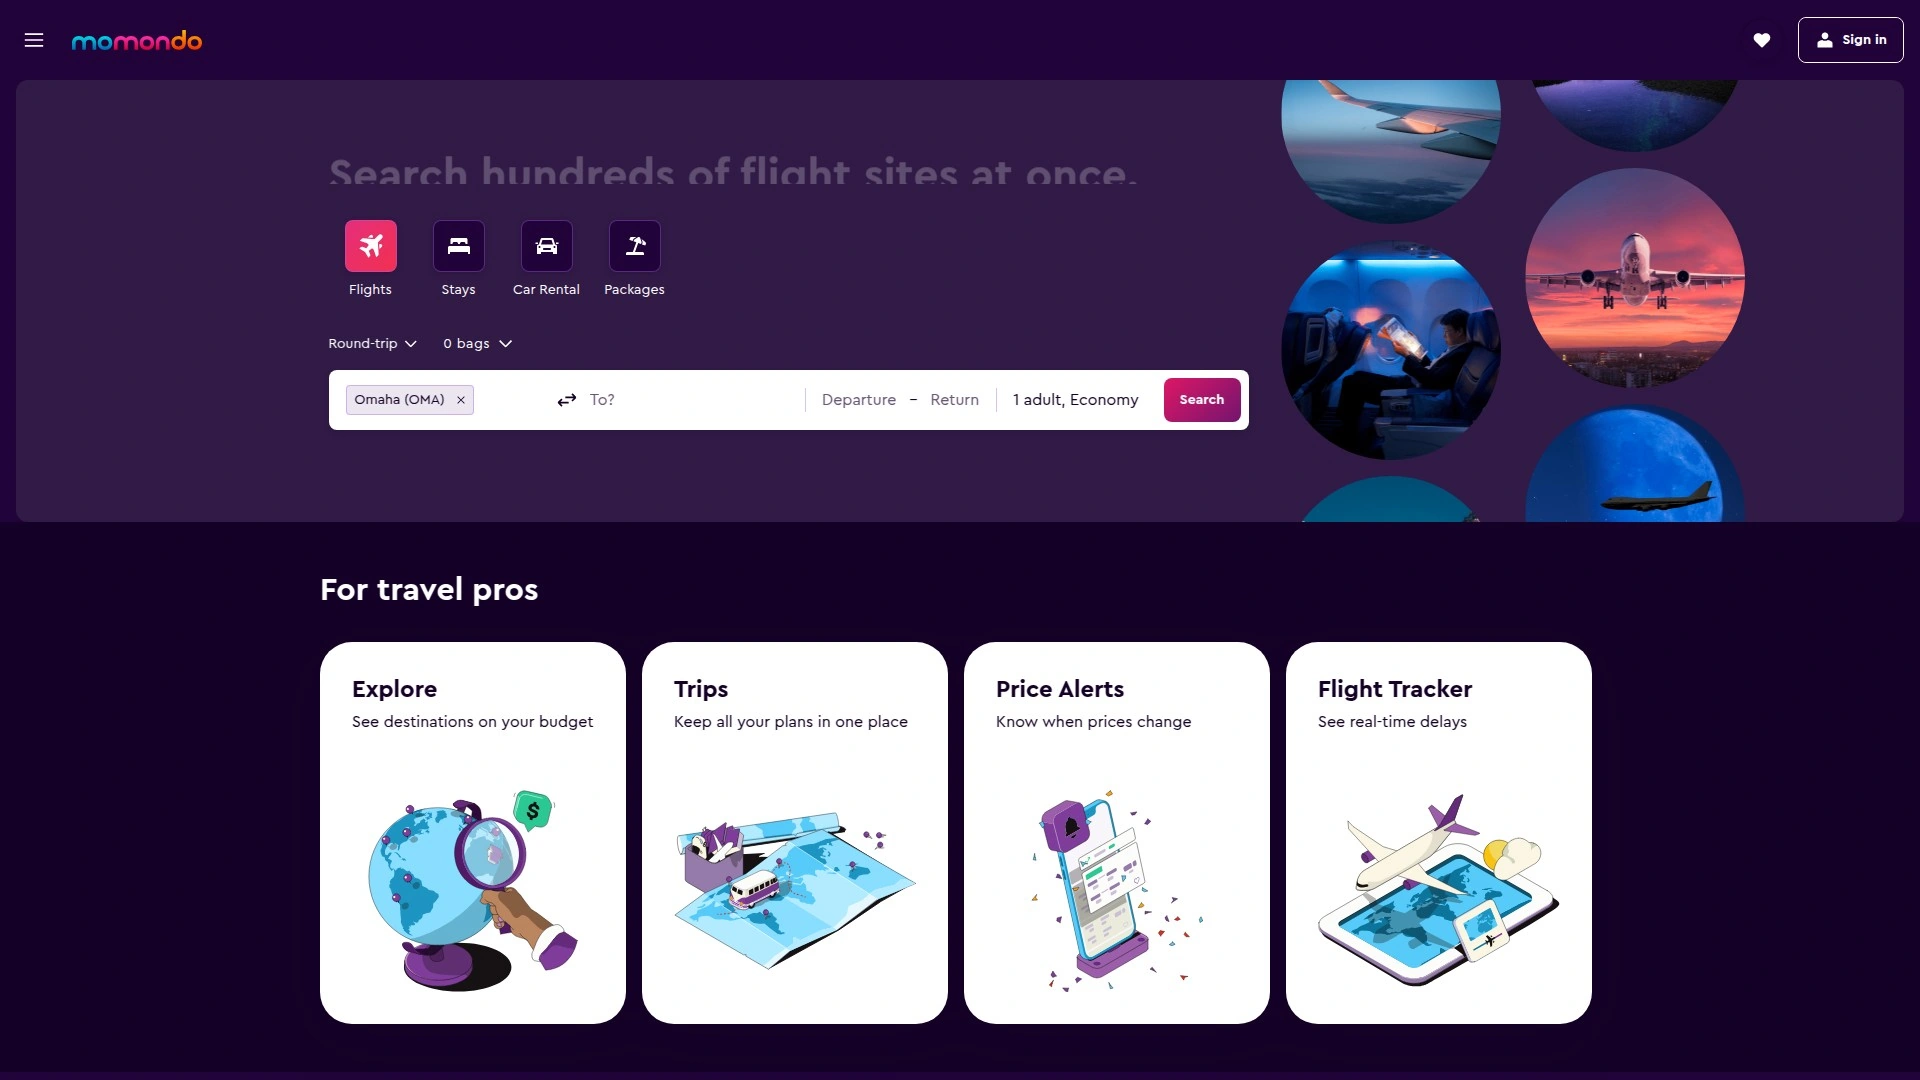 momondo
Sign in
Search hundreds of flight sites at once.
Flights
Stays
Car Rental
Packages
Round-trip
0 bags
Omaha (OMA) ×
To?
Departure – Return
1 adult, Economy
Search
For travel pros
Explore
See destinations on your budget
$
Trips
Keep all your plans in one place
Price Alerts
Know when prices change
Flight Tracker
See real-time delays